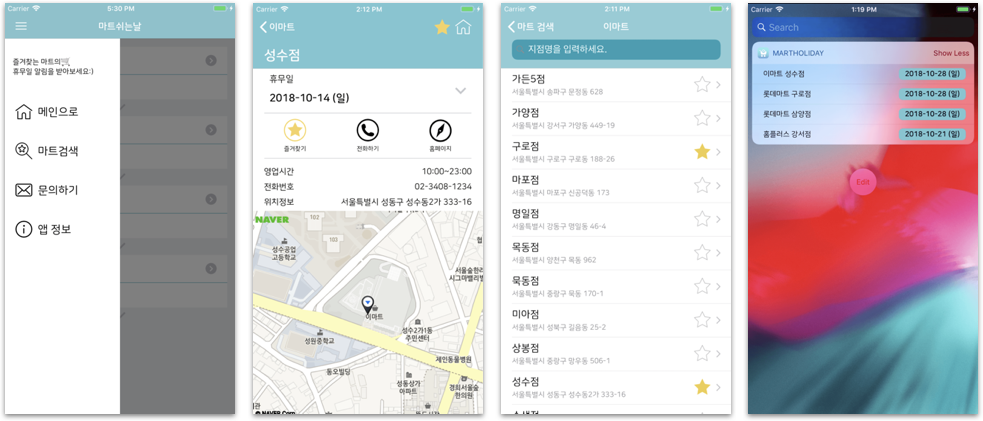 Carrier 6:30 PM
마트쉬는날
즐겨찾는 마트의🛒
휴무일 알림을 받아보세요:)
메인으로
마트검색
문의하기
앱 정보
Carrier 2:12 PM
이마트
성수점
휴무일
2018-10-14 (일)
즐겨찾기 전화하기 홈페이지
영업시간 10:00~23:00
전화번호 02-3408-1234
위치정보 서울특별시 성동구 성수동2가 333-16
NAVER
102
103
성수공업
고등학교
서울숲한라
시그마밸리
이마트
성수2가1동
주민센터
성원중학교
제인동물병원
동오빌딩
성동상가
아파트
경희서울숲
한의원
© NAVER Corp.
Carrier 2:11 PM
마트 검색 이마트
지점명을 입력하세요.
가든5점
서울특별시 송파구 문정동 628
가양점
서울특별시 강서구 가양동 449-19
구로점
서울특별시 구로구 구로동 188-26
마포점
서울특별시 마포구 신공덕동 173
명일점
서울특별시 강동구 명일동 46-4
목동점
서울특별시 양천구 목동 962
묵동점
서울특별시 중랑구 묵동 170-1
미아점
서울특별시 성북구 길음동 25-2
상봉점
서울특별시 중랑구 망우동 506-1
성수점
서울특별시 성동구 성수동2가 333-16
Carrier 1:19 PM
Search
MARTHOLIDAY Show Less
이마트 성수점 2018-10-28 (일)
롯데마트 구로점 2018-10-28 (일)
롯데마트 삼양점 2018-10-28 (일)
홈플러스 강서점 2018-10-21 (일)
Edit